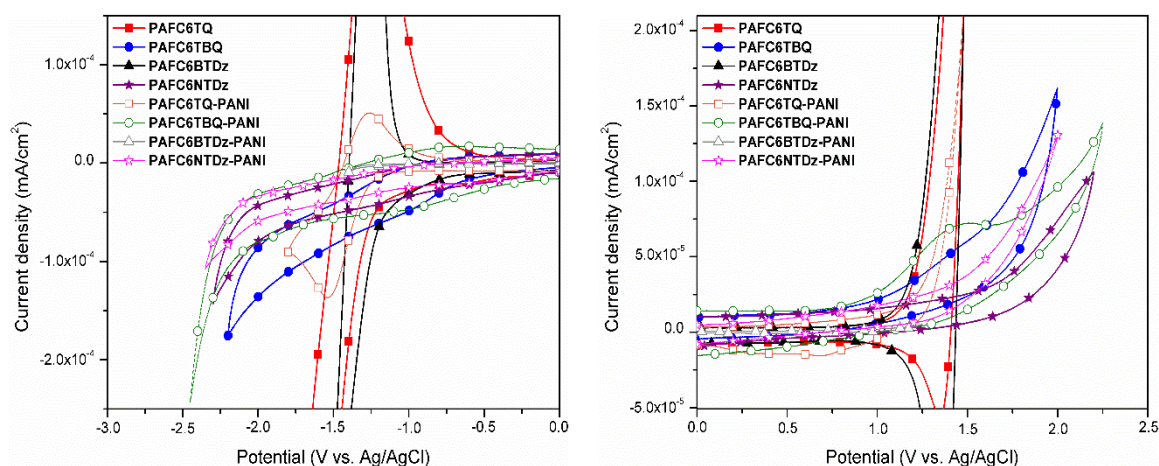 PAFC6TQ
PAFC6TBQ
PAFC6BTDz
PAFC6NTDz
PAFC6TQ-PANI
PAFC6TBQ-PANI
PAFC6BTDz-PANI
PAFC6NTDz-PANI
1.0x10⁻⁴
0.0
-1.0x10⁻⁴
-2.0x10⁻⁴
Current density (mA/cm²)
-3.0 -2.5 -2.0 -1.5 -1.0 -0.5 0.0
Potential (V vs. Ag/AgCl)
PAFC6TQ
PAFC6TBQ
PAFC6BTDz
PAFC6NTDz
PAFC6TQ-PANI
PAFC6TBQ-PANI
PAFC6BTDz-PANI
PAFC6NTDz-PANI
2.0x10⁻⁴
1.5x10⁻⁴
1.0x10⁻⁴
5.0x10⁻⁵
0.0
-5.0x10⁻⁵
Current density (mA/cm²)
0.0 0.5 1.0 1.5 2.0 2.5
Potential (V vs. Ag/AgCl)